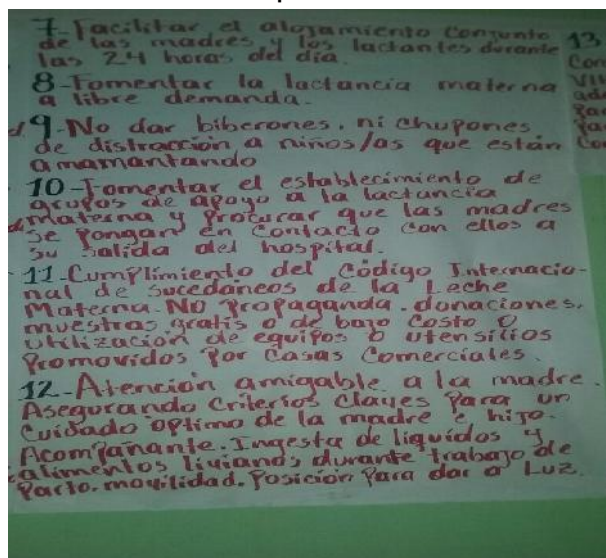 7-Facilitar el alojamiento conjunto
de las madres y los lactantes durante
las 24 horas del día.
8-Fomentar la lactancia materna
a libre demanda.
9-No dar biberones, ni chupones
de distracción a niños/as que están
amamantando
10-Fomentar el establecimiento de
grupos de apoyo a la lactancia
materna y procurar que las madres
se pongan en contacto con ellos a
su salida del hospital.
11-Cumplimiento del Código Internacio-
nal de sucedáneos de la Leche
Materna. No Propaganda, donaciones,
muestras gratis o de bajo costo o
utilización de equipos o utensilios
Promovidos Por Casas Comerciales.
12-Atención amigable a la madre.
Asegurando Criterios Claves Para un
Cuidado optimo de la madre e hijo.
Acompañante. Ingesta de liquidos y
alimentos livianos durante trabajo de
Parto. movilidad. Posición Para dar a Luz.
13